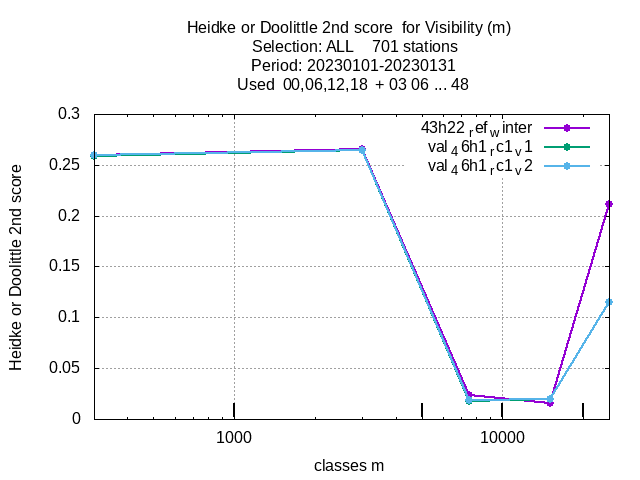 Heidke or Doolittle 2nd score  for Visibility (m)
Selection: ALL    701 stations
Period: 20230101-20230131
Used  00,06,12,18  + 03 06 ... 48
0.3
0.25
0.2
0.15
0.1
0.05
0
Heidke or Doolittle 2nd score
43h22 ref winter
val 46h1 rc1 v1
val 46h1 rc1 v2
1000
10000
classes m